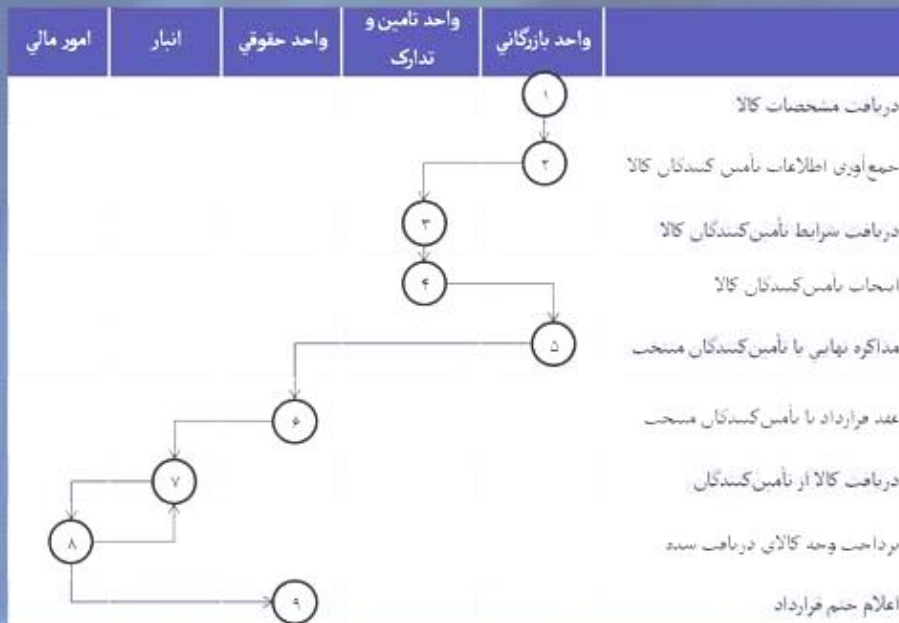 واحد بازرگاني
واحد تامين و تدارک
واحد حقوقي
انبار
امور مالي
۱
دریافت مشخصات کالا
۲
جمع‌آوری اطلاعات تأمین کنندگان کالا
۳
دریافت شرایط تأمین‌کنندگان کالا
۴
انتخاب تأمین‌کنندگان کالا
۵
مذاکره نهایی با تأمین‌کنندگان منتخب
۶
عقد قرارداد با تأمین‌کنندگان منتخب
۷
دریافت کالا از تأمین‌کنندگان
۸
پرداخت وجه کالای دریافت شده
۹
اعلام ختم قرارداد